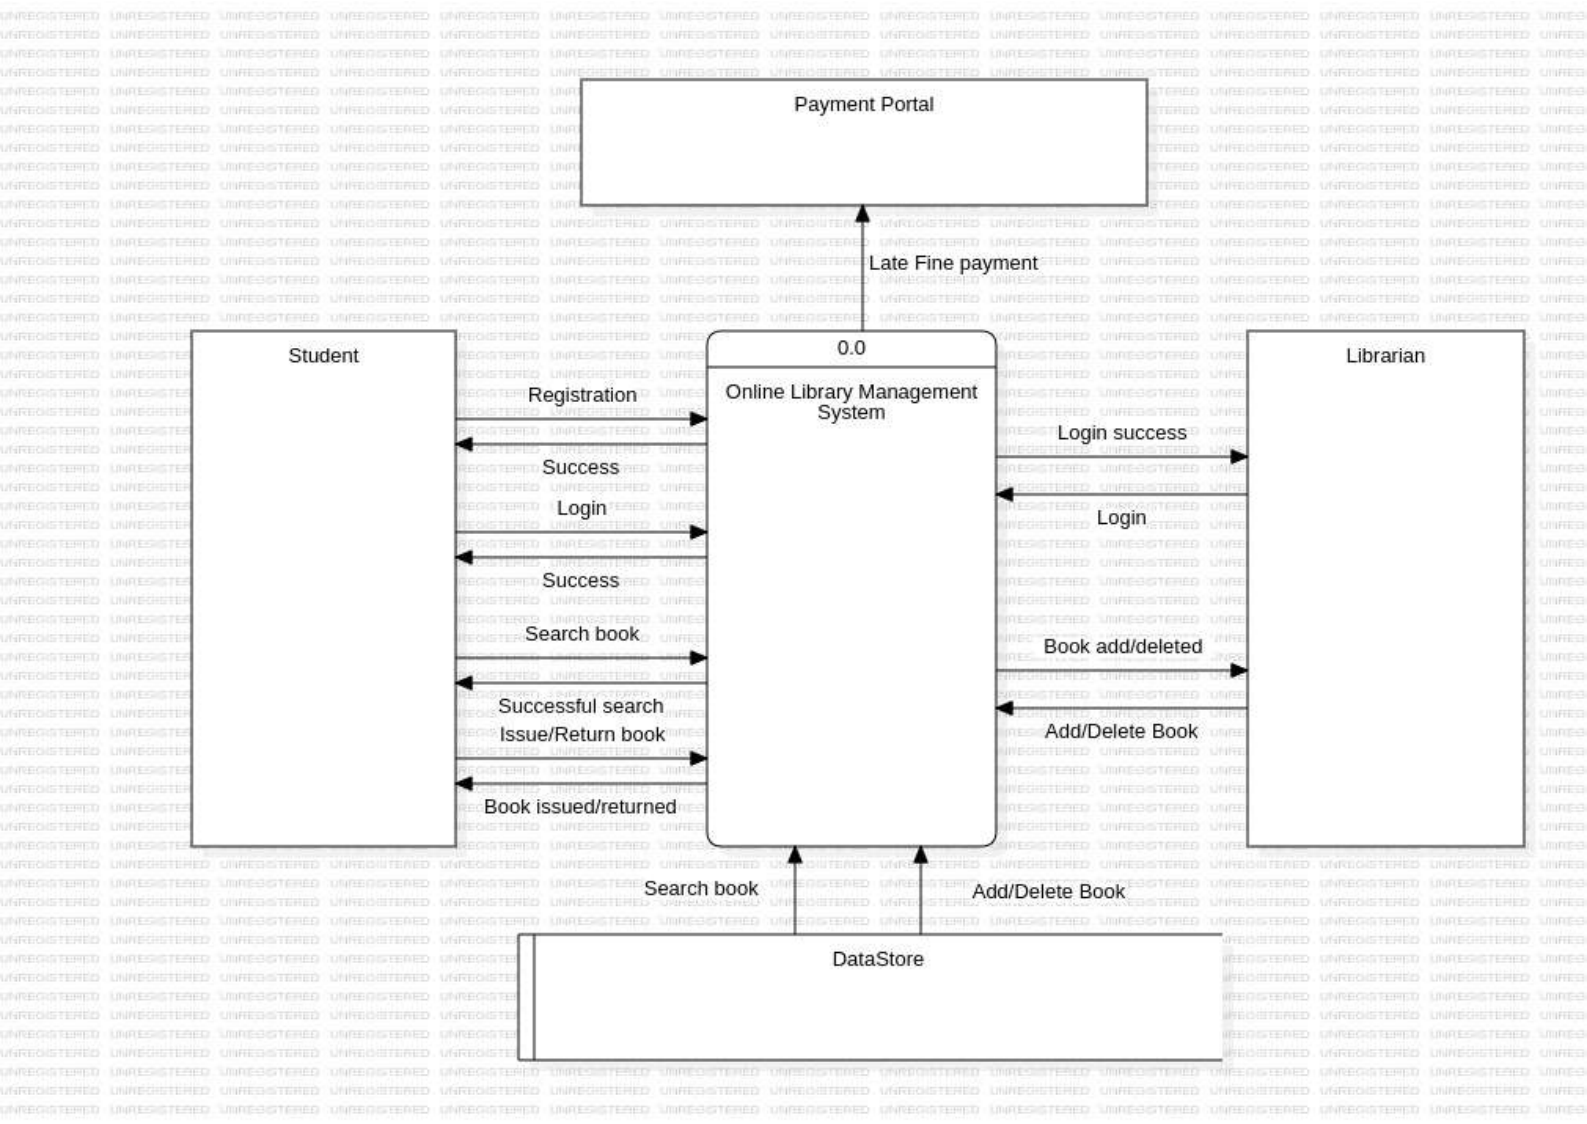 Payment Portal
Late Fine payment
0.0
Online Library Management
System
Student
Librarian
Registration
Success
Login
Success
Search book
Successful search
Issue/Return book
Book issued/returned
Login success
Login
Book add/deleted
Add/Delete Book
Search book
Add/Delete Book
DataStore
UNREGISTERED